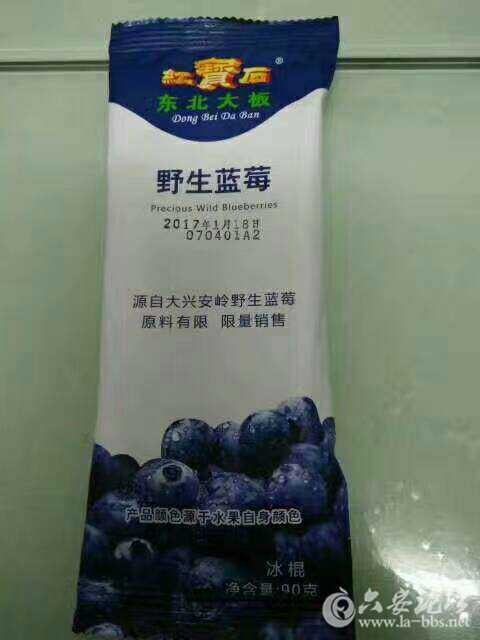 红寶石®
东北大板
Dong Bei Da Ban
野生蓝莓
Precious Wild Blueberries
2017年1月18日
070401A2
源自大兴安岭野生蓝莓
原料有限 限量销售
产品颜色源于水果自身颜色
冰棍
净含量:90克
六安论坛
www.la-bbs.net